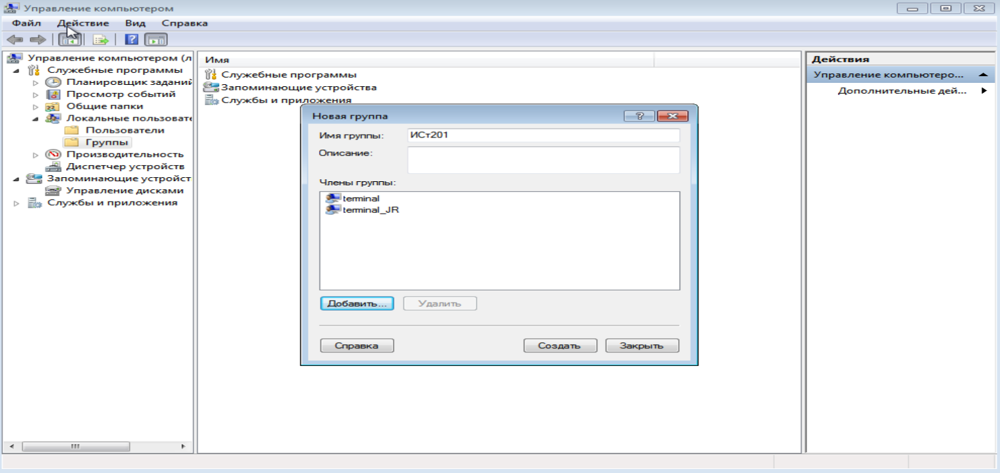 Управление компьютером
Файл Действие Вид Справка
Управление компьютером (л
Служебные программы
Планировщик заданий
Просмотр событий
Общие папки
Локальные пользовате
Пользователи
Группы
Производительность
Диспетчер устройств
Запоминающие устройст
Управление дисками
Службы и приложения
Имя
Служебные программы
Запоминающие устройства
Службы и приложения
Новая группа
Имя группы: ИСт201
Описание:
Члены группы:
terminal
terminal_JR
Добавить... Удалить
Справка Создать Закрыть
Действия
Управление компьютеро...
Дополнительные дей...